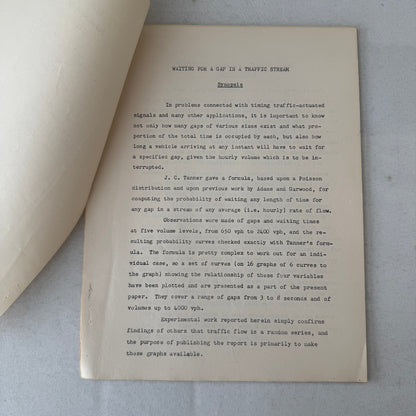 WAITING FOR A GAP IN A TRAFFIC STREAM
Synopsis
In problems connected with timing traffic-actuated
signals and many other applications, it is important to know
not only how many gaps of various sizes exist and what pro-
portion of the total time is occupied by each, but also how
long a vehicle arriving at any instant will have to wait for
a specified gap, given the hourly volume which is to be in-
terrupted.
J. C. Tanner gave a formula, based upon a Poisson
distribution and upon previous work by Adams and Garwood, for
computing the probability of waiting any length of time for
any gap in a stream of any average (i.e. hourly) rate of flow.
Observations were made of gaps and waiting times
at five volume levels, from 650 vph to 2400 vph, and the re-
sulting probability curves checked exactly with Tanner's form-
ula. The formula is pretty complex to work out for an indi-
vidual case, so a set of curves (on 16 graphs of 6 curves to
the graph) showing the relationship of these four variables
have been plotted and are presented as a part of the present
paper. They cover a range of gaps from 3 to 8 seconds and of
volumes up to 4000 vph.
Experimental work reported herein simply confirms
findings of others that traffic flow is a random series, and
the purpose of publishing the report is primarily to make
those graphs available.